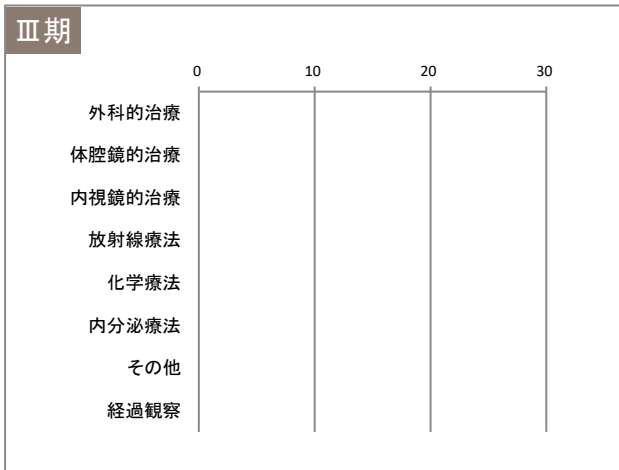 Ⅲ期
0 10 20 30
外科的治療
体腔鏡的治療
内視鏡的治療
放射線療法
化学療法
内分泌療法
その他
経過観察